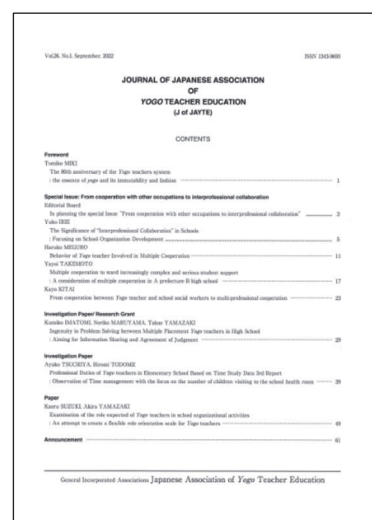 Vol.26. No.1. September. 2022 ISSN 1343-9693
JOURNAL OF JAPANESE ASSOCIATION
OF
YOGO TEACHER EDUCATION
(J of JAYTE)
CONTENTS
Foreword
Tomiko MIKI
The 80th anniversary of the Yogo teachers system
: the essence of yogo and its immutability and fashion 1
Special Issue: From cooperation with other occupations to interprofessional collaboration
Editorial Board
In planning the special Issue "From cooperation with other occupations to interprofessional collaboration" 3
Yuko
The Significance of "Interprofessional Collaboration" in Schools
: Focusing on School Organization Development 5
Haruko MEGURO
Behavior of Yogo teacher Involved in Multiple Cooperation 11
Yayoi TAKEMOTO
Multiple cooperation to ward increasingly complex and serious student support
: A consideration of multiple cooperation in A prefecture B high school 17
Kayo KITAI
From cooperation between Yogo teacher and school social workers to multi-professional cooperation 23
Investigation Paper/ Research Grant
Kumiko IMATOMI, Noriko MARUYAMA, Takae YAMAZAKI
Ingenuity in Problem Solving between Multiple Placement Yogo teachers in High School
: Aiming for Information Sharing and Agreement of Judgment 29
Investigation Paper
Ayako TSUGRIYA, Hiromi TODOME
Professional Duties of Yogo teachers in Elementary School Based on Time Study Data 3rd Report
: Observation of Time management with the focus on the number of children visiting to the school health room 39
Paper
Kaoru SUZUKI, Akira YAMAZAKI
Examination of the role expected of Yogo teachers in school organizational activities
: An attempt to create a flexible role orientation scale for Yogo teachers 49
Announcement 61
General Incorporated Associations Japanese Association of Yogo Teacher Education